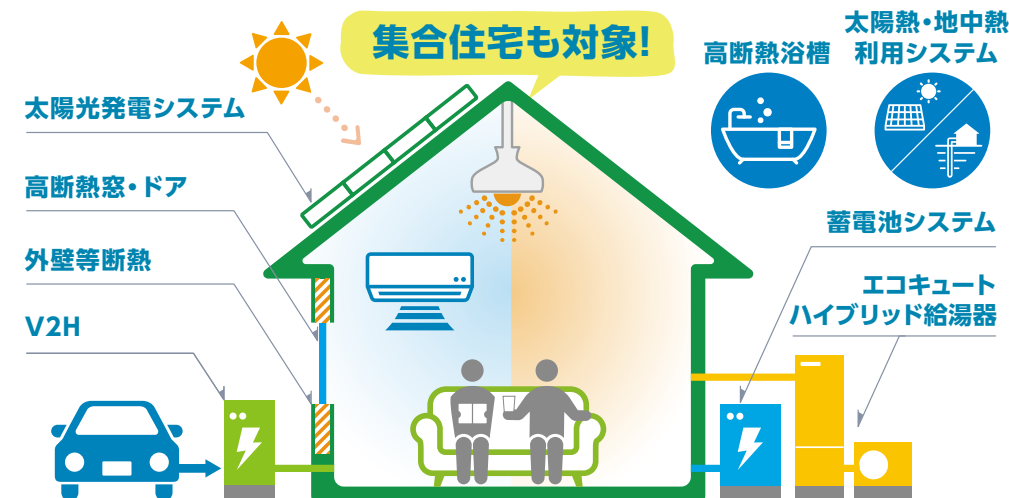 集合住宅も対象!
高断熱浴槽
太陽熱・地中熱
利用システム
太陽光発電システム
高断熱窓・ドア
外壁等断熱
V2H
蓄電池システム
エコキュート
ハイブリッド給湯器